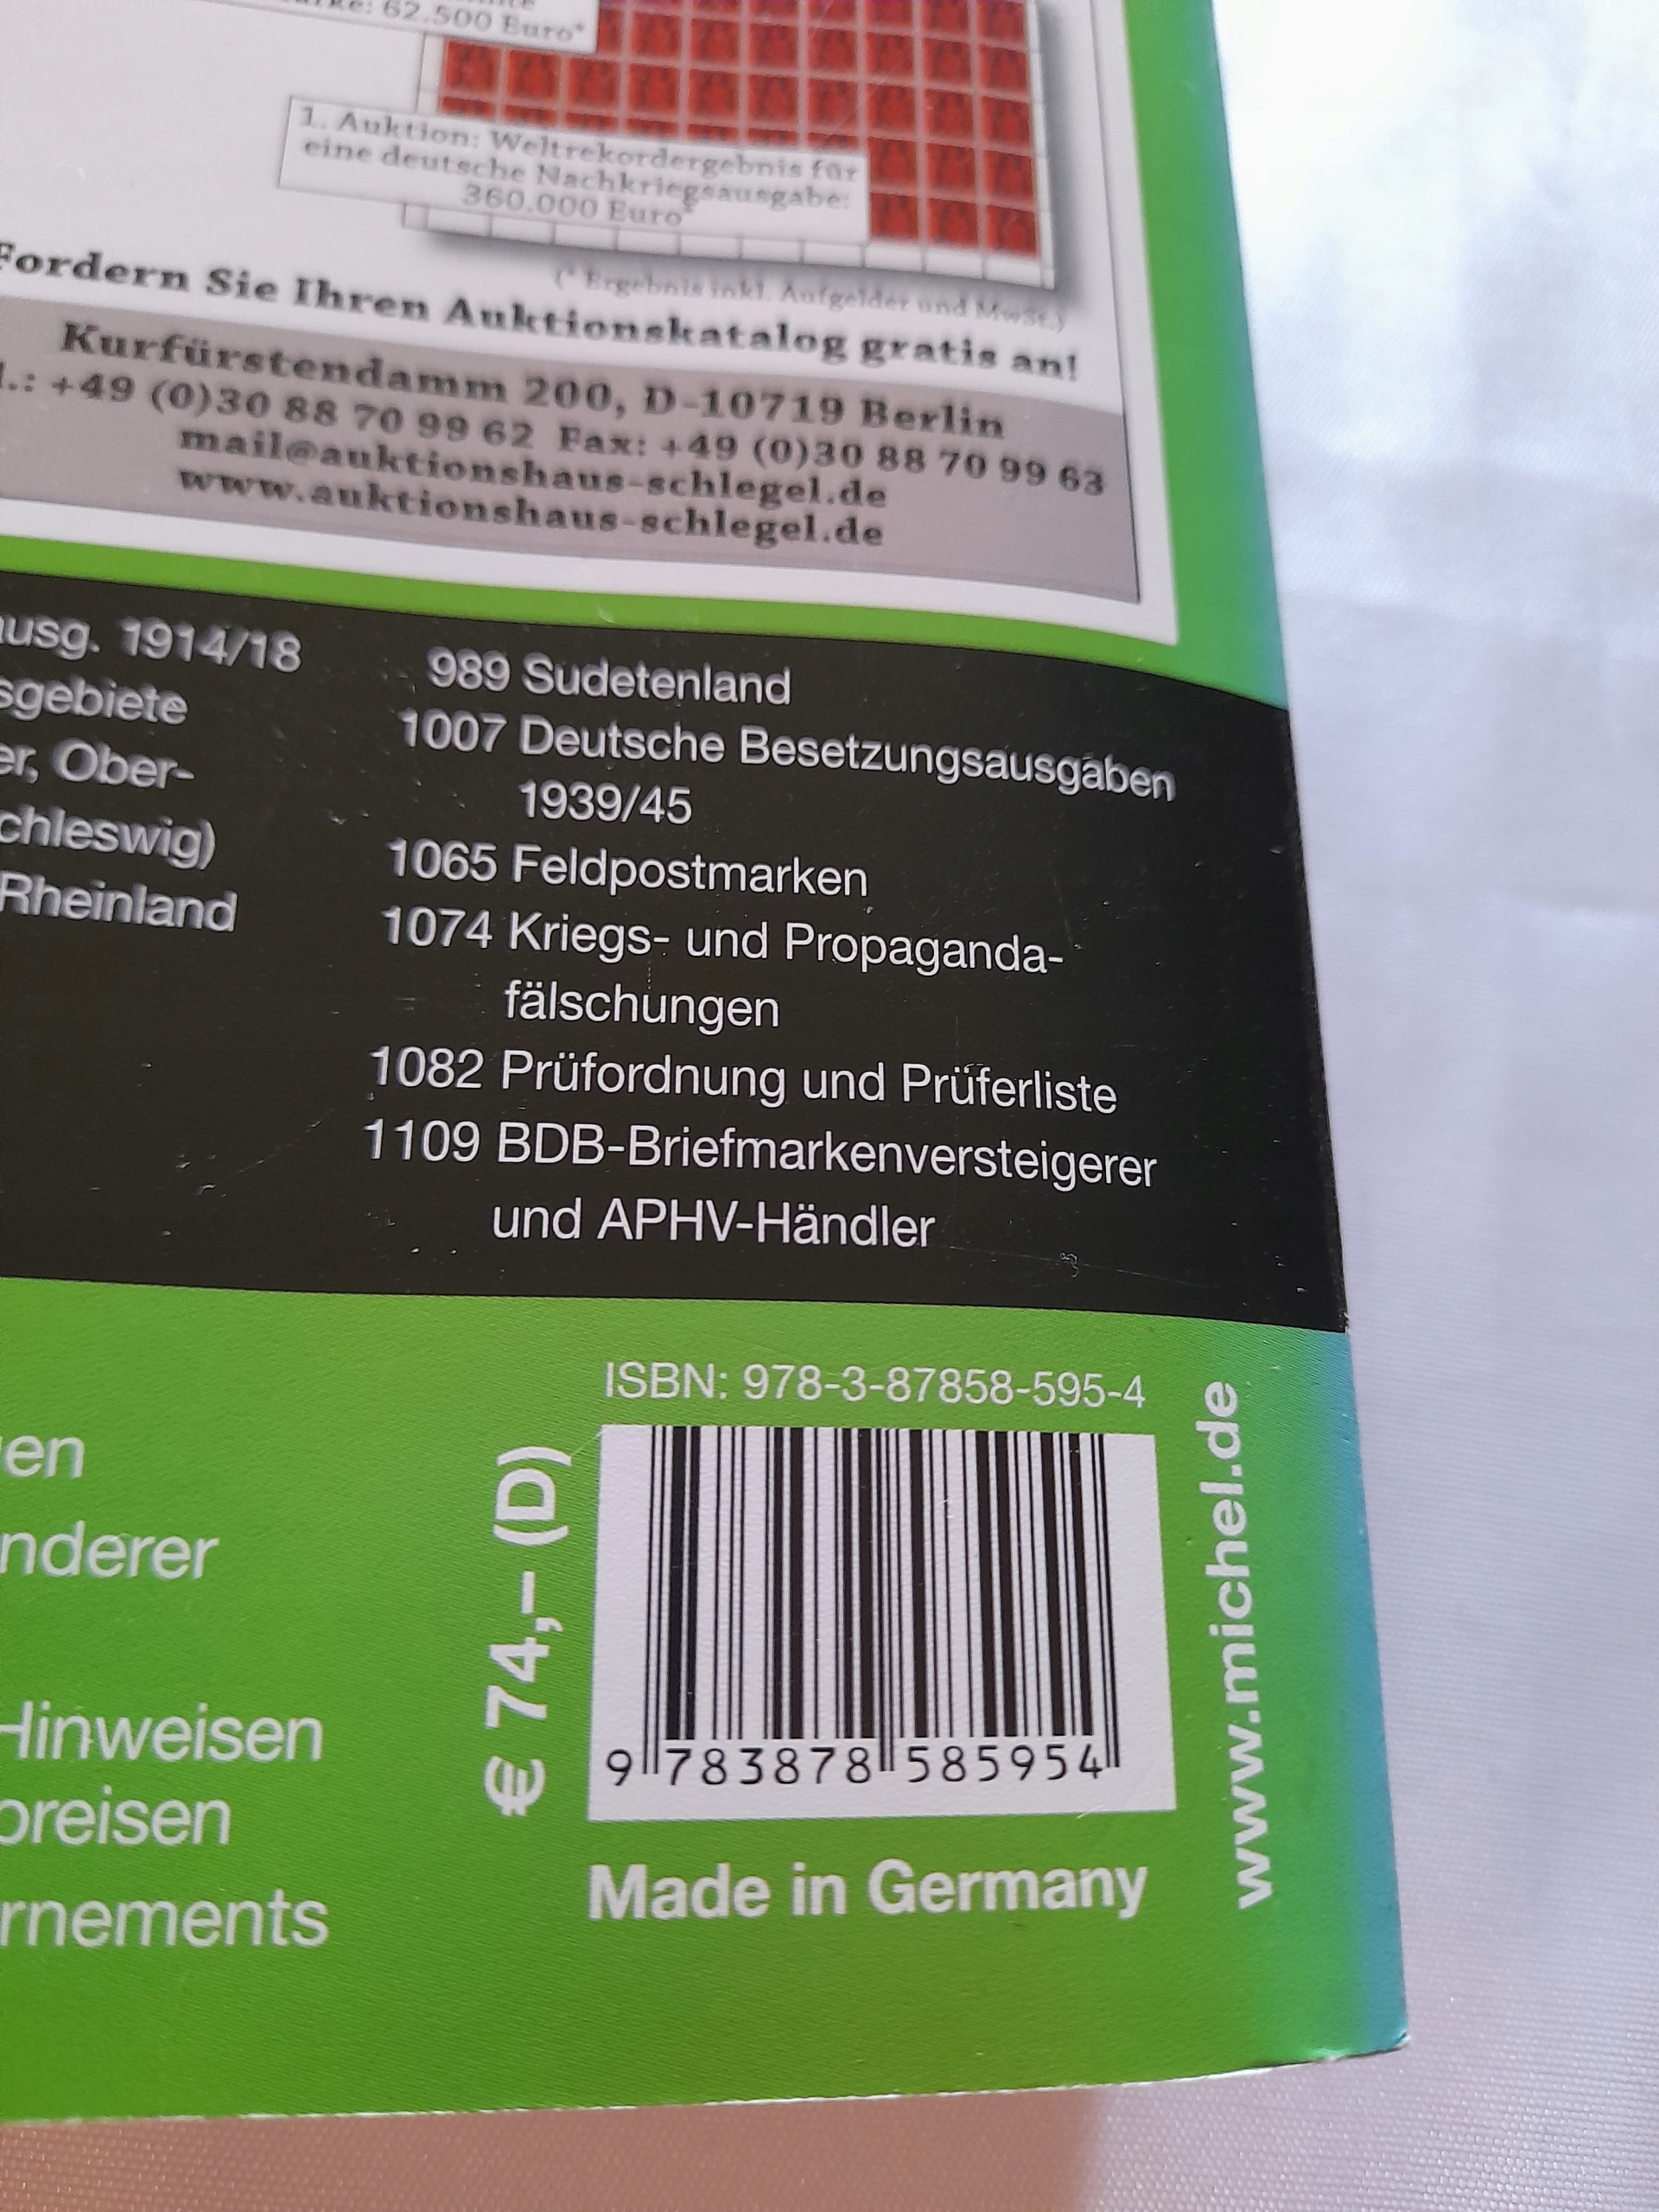 62.500 Euro*
1. Auktion: Weltrekordergebnis für
eine deutsche Nachkriegsausgabe:
360.000 Euro*
(* Ergebnis inkl. Aufgelder und MwSt.)
Fordern Sie Ihren Auktionskatalog gratis an!
Kurfürstendamm 200, D-10719 Berlin
l.: +49 (0)30 88 70 99 62 Fax: +49 (0)30 88 70 99 63
mail@auktionshaus-schlegel.de
www.auktionshaus-schlegel.de
ausg. 1914/18
sgebiete
er, Ober-
chleswig)
Rheinland
989 Sudetenland
1007 Deutsche Besetzungsausgaben
1939/45
1065 Feldpostmarken
1074 Kriegs- und Propaganda-
fälschungen
1082 Prüfordnung und Prüferliste
1109 BDB-Briefmarkenversteigerer
und APHV-Händler
en
nderer
Hinweisen
preisen
rnements
€ 74,– (D)
ISBN: 978-3-87858-595-4
9 783878 585954
Made in Germany
www.michel.de